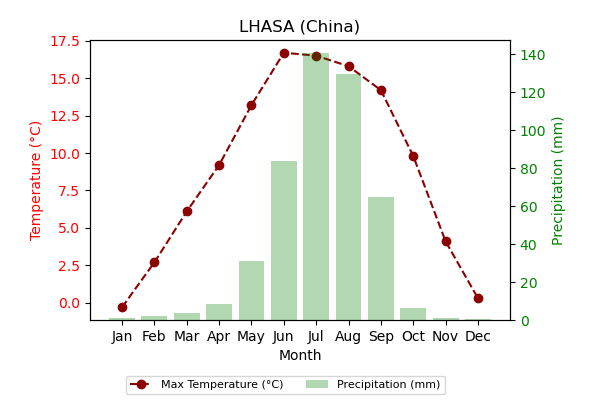 LHASA (China)
17.5
15.0
12.5
10.0
7.5
5.0
2.5
0.0
Temperature (°C)
140
120
100
80
60
40
20
0
Precipitation (mm)
Jan Feb Mar Apr May Jun Jul Aug Sep Oct Nov Dec
Month
Max Temperature (°C) Precipitation (mm)